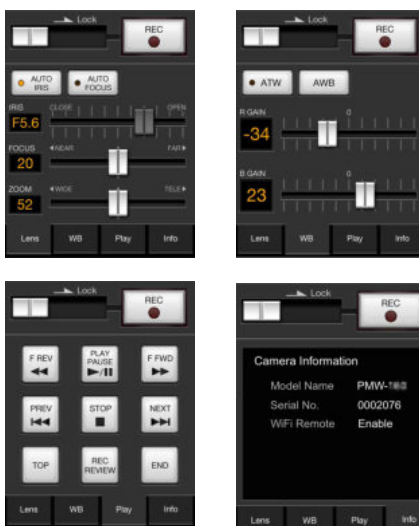 Lock
REC
AUTO IRIS
AUTO FOCUS
IRIS
CLOSE
OPEN
F5.6
FOCUS
NEAR
FAR
20
ZOOM
WIDE
TELE
52
Lens WB Play Info
Lock
REC
ATW
AWB
R GAIN
0
-34
B GAIN
0
23
Lens WB Play Info
Lock
REC
F REV
PLAY PAUSE
F FWD
PREV
STOP
NEXT
TOP
REC REVIEW
END
Lens WB Play Info
Lock
REC
Camera Information
Model Name PMW-
Serial No. 0002076
WiFi Remote Enable
Lens WB Play Info